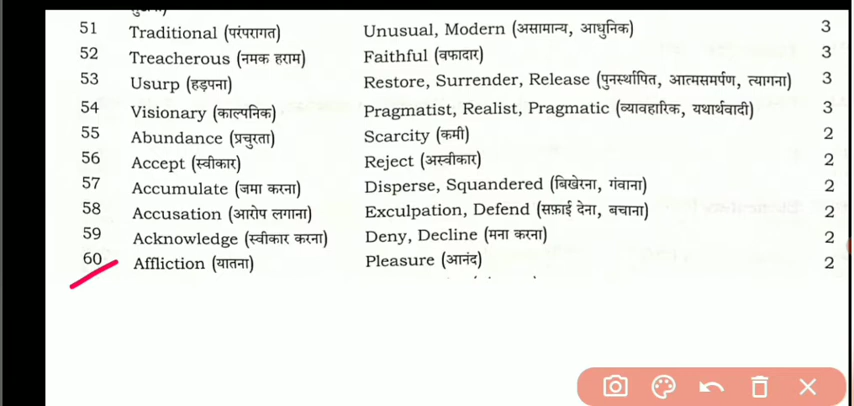 51 Traditional (परंपरागत) Unusual, Modern (असामान्य, आधुनिक) 3
52 Treacherous (नमक हराम) Faithful (वफादार) 3
53 Usurp (हड़पना) Restore, Surrender, Release (पुनर्स्थापित, आत्मसमर्पण, त्यागना) 3
54 Visionary (काल्पनिक) Pragmatist, Realist, Pragmatic (व्यावहारिक, यथार्थवादी) 3
55 Abundance (प्रचुरता) Scarcity (कमी) 2
56 Accept (स्वीकार) Reject (अस्वीकार) 2
57 Accumulate (जमा करना) Disperse, Squandered (बिखेरना, गंवाना) 2
58 Accusation (आरोप लगाना) Exculpation, Defend (सफ़ाई देना, बचाना) 2
59 Acknowledge (स्वीकार करना) Deny, Decline (मना करना) 2
60 Affliction (यातना) Pleasure (आनंद) 2